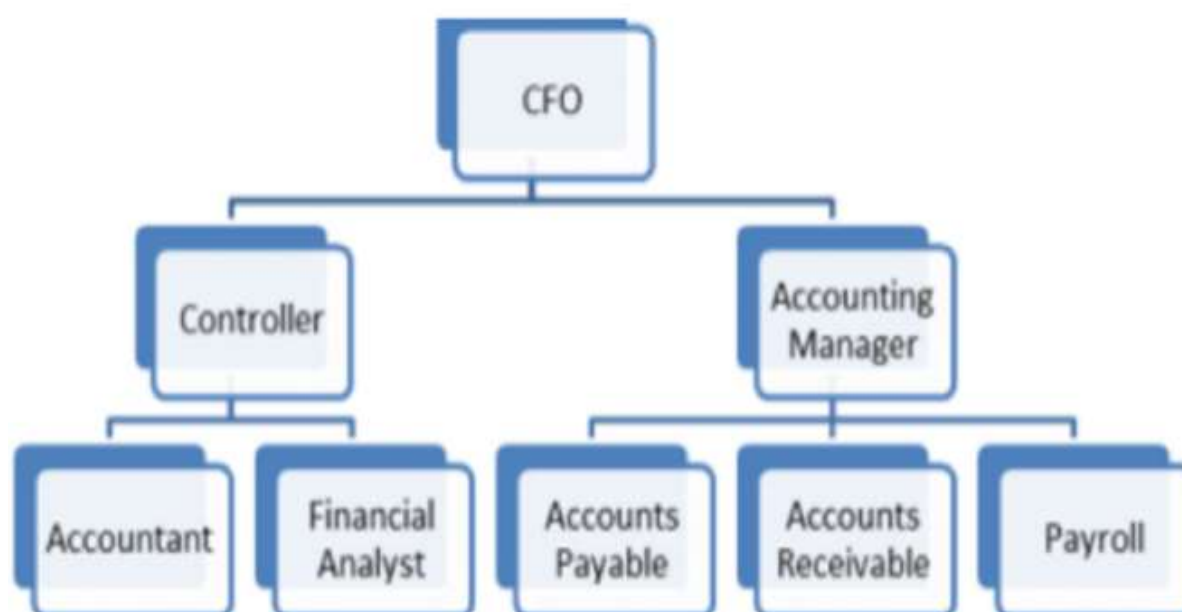 CFO
Controller
Accounting
Manager
Accountant
Financial
Analyst
Accounts
Payable
Accounts
Receivable
Payroll